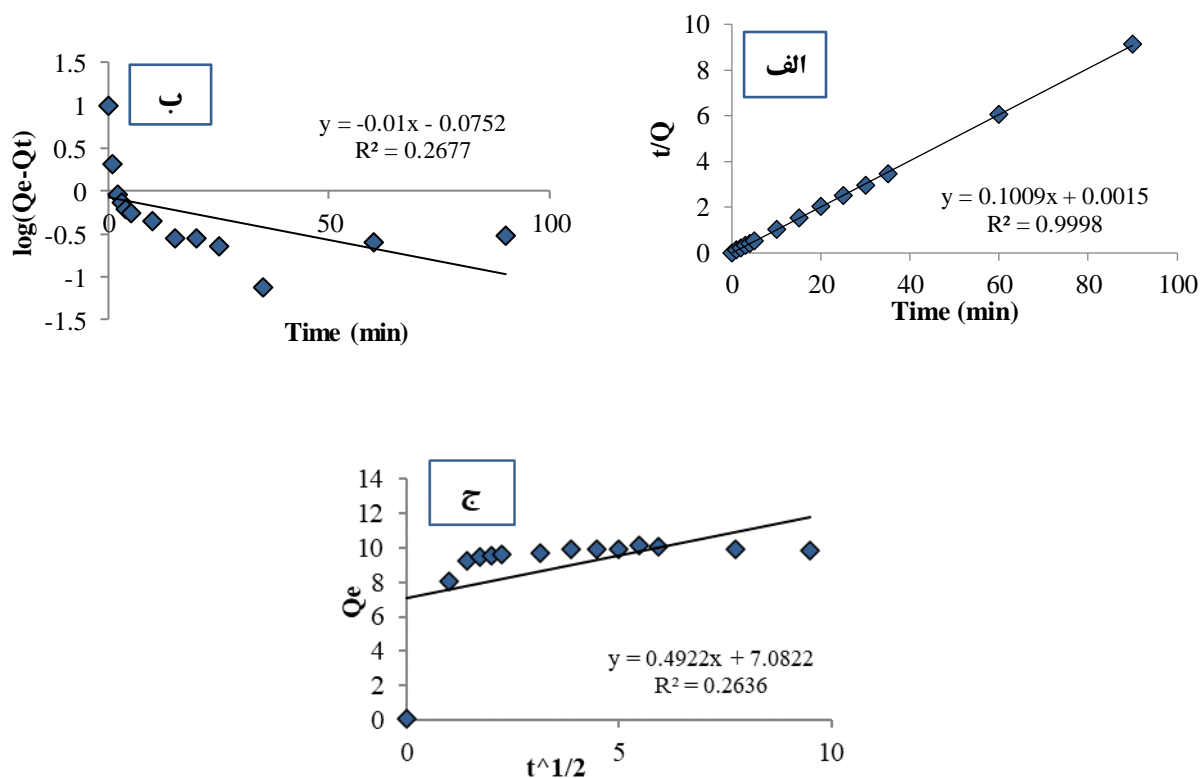 الف
10
8
6
4
2
0
t/Q
y = 0.1009x + 0.0015
R² = 0.9998
0 20 40 60 80 100
Time (min)
ب
1.5
1
0.5
0
-0.5
-1
-1.5
log(Qe-Qt)
y = -0.01x - 0.0752
R² = 0.2677
0 50 100
Time (min)
ج
14
12
10
8
6
4
2
0
Qe
y = 0.4922x + 7.0822
R² = 0.2636
0 5 10
t^1/2